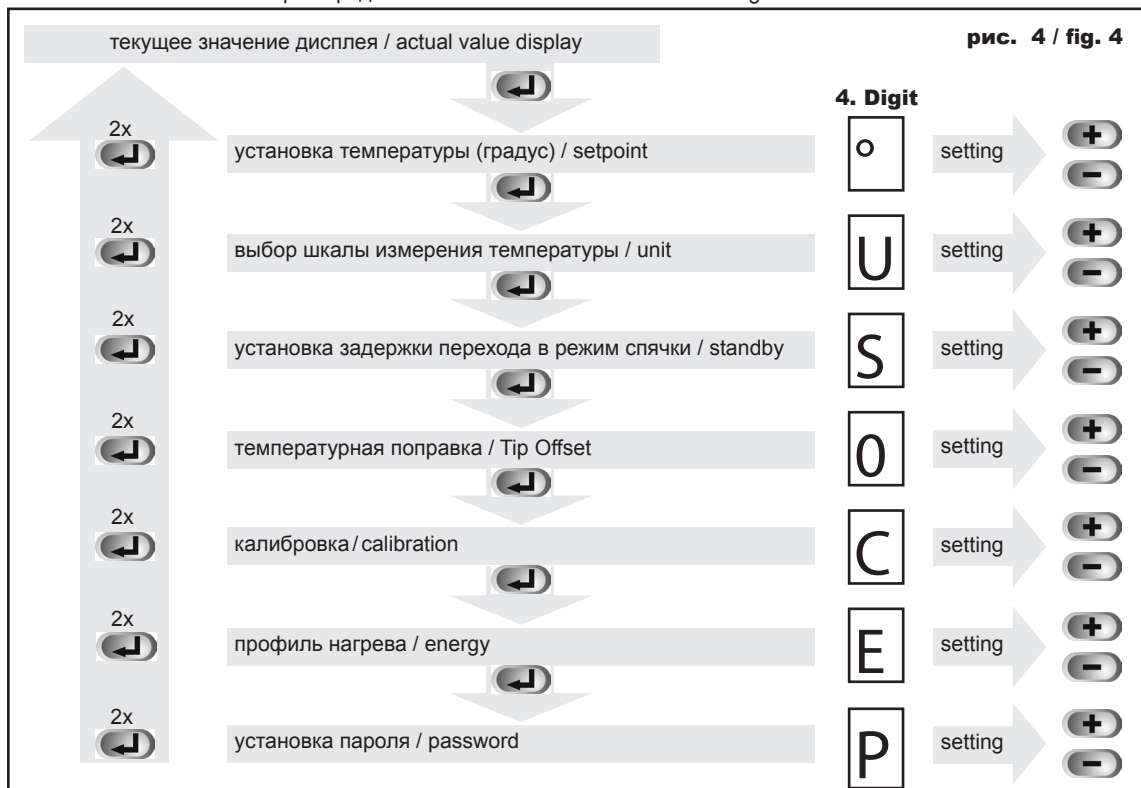 текущее значение дисплея / actual value display
рис. 4 / fig. 4
4. Digit
2x
установка температуры (градус) / setpoint
°
setting
+
-
2x
выбор шкалы измерения температуры / unit
U
setting
+
-
2x
установка задержки перехода в режим спячки / standby
S
setting
+
-
2x
температурная поправка / Tip Offset
0
setting
+
-
2x
калибровка / calibration
C
setting
+
-
2x
профиль нагрева / energy
E
setting
+
-
2x
установка пароля / password
P
setting
+
-